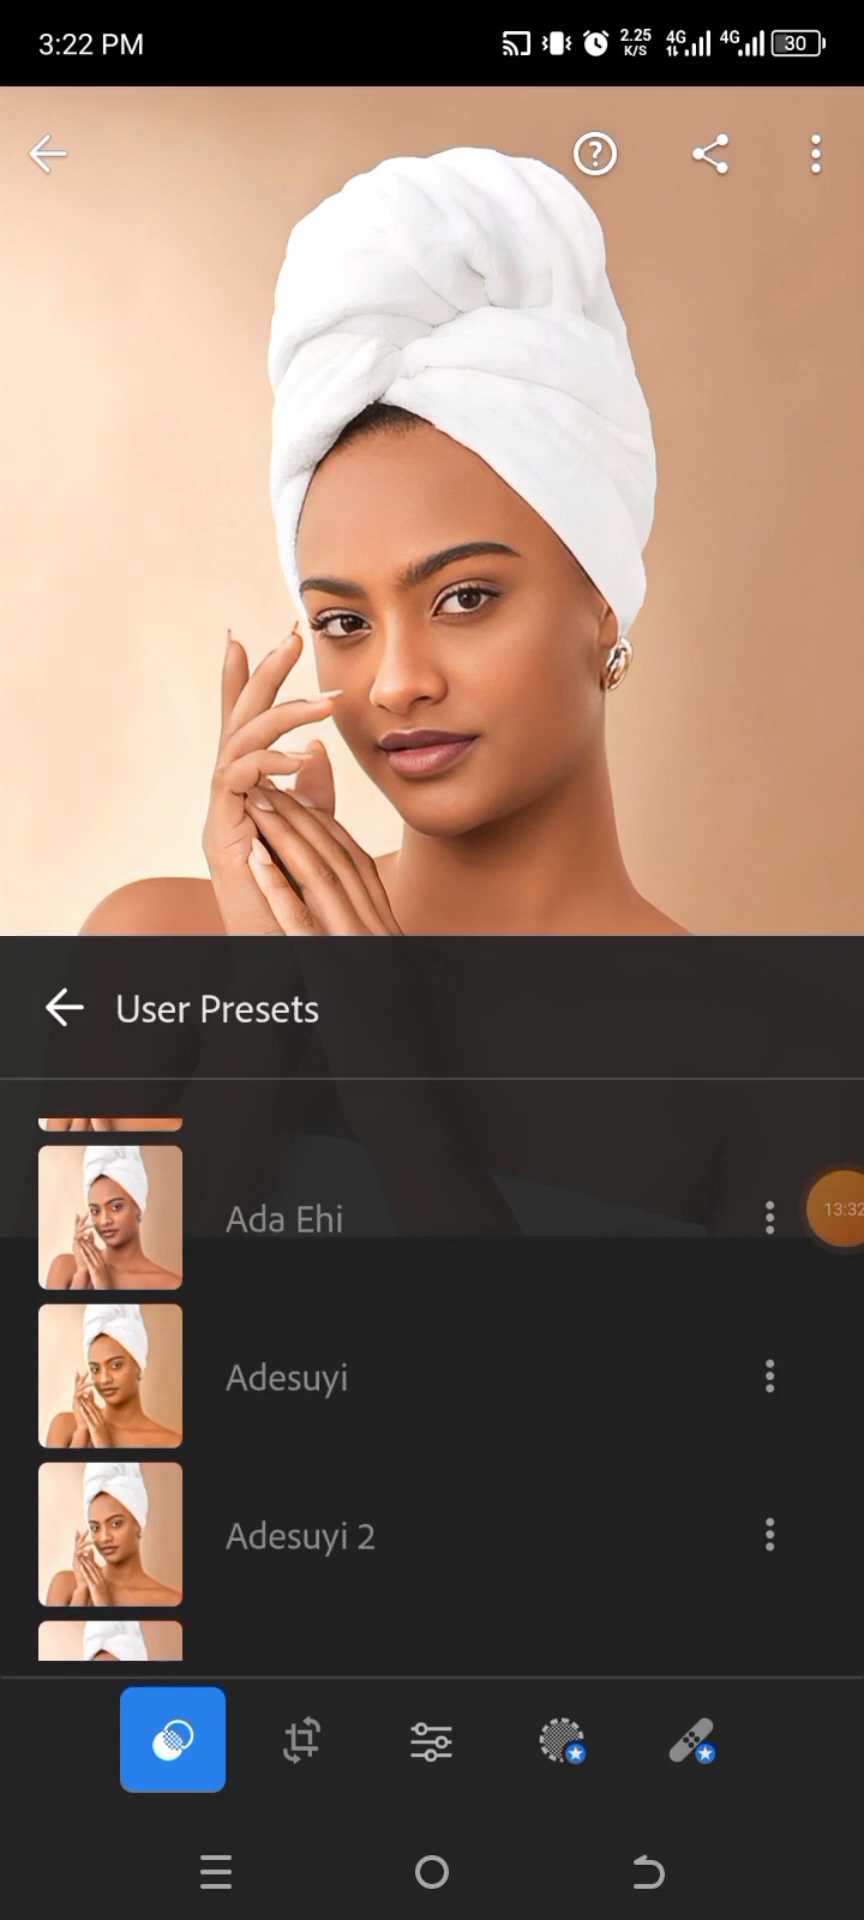 3:22 PM
2.25
K/S
4G
4G
30
User Presets
Ada Ehi
13:32
Adesuyi
Adesuyi 2